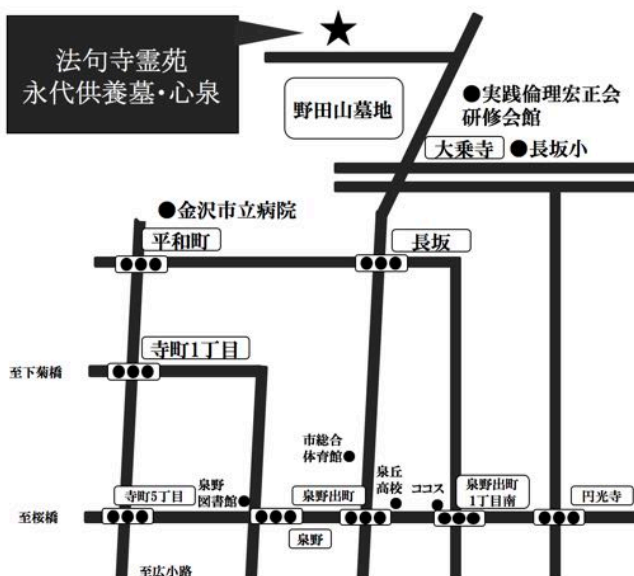 法句寺霊苑
永代供養墓・心泉
野田山墓地
●実践倫理宏正会
研修会館
大乗寺
●長坂小
●金沢市立病院
平和町
長坂
寺町1丁目
至下菊橋
市総合
体育館●
寺町5丁目
泉野
図書館●
泉野出町
泉丘
高校
ココス
泉野出町
1丁目南
円光寺
至桜橋
泉野
至広小路